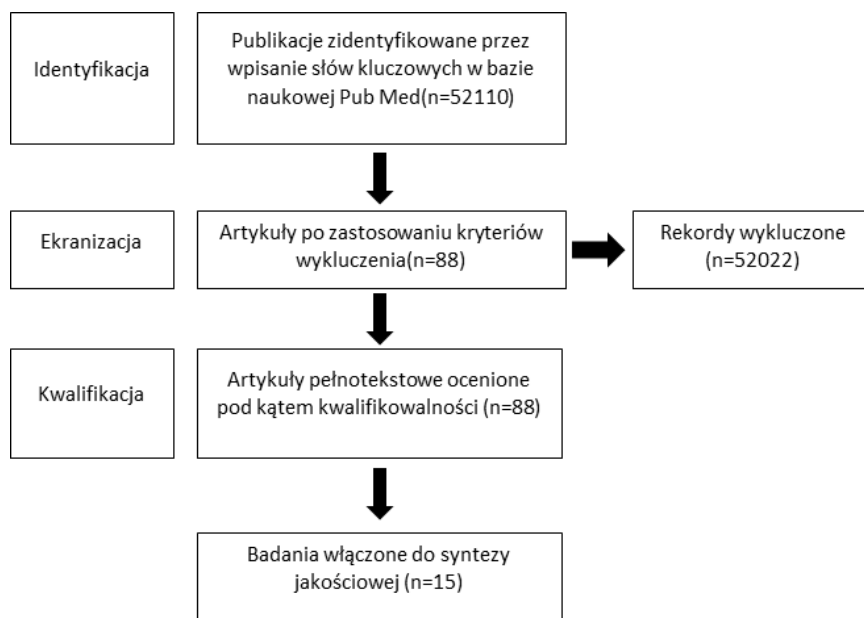 Identyfikacja
Publikacje zidentyfikowane przez
wpisanie słów kluczowych w bazie
naukowej Pub Med(n=52110)
Ekranizacja
Artykuły po zastosowaniu kryteriów
wykluczenia(n=88)
Rekordy wykluczone
(n=52022)
Kwalifikacja
Artykuły pełnotekstowe ocenione
pod kątem kwalifikowalności (n=88)
Badania włączone do syntezy
jakościowej (n=15)